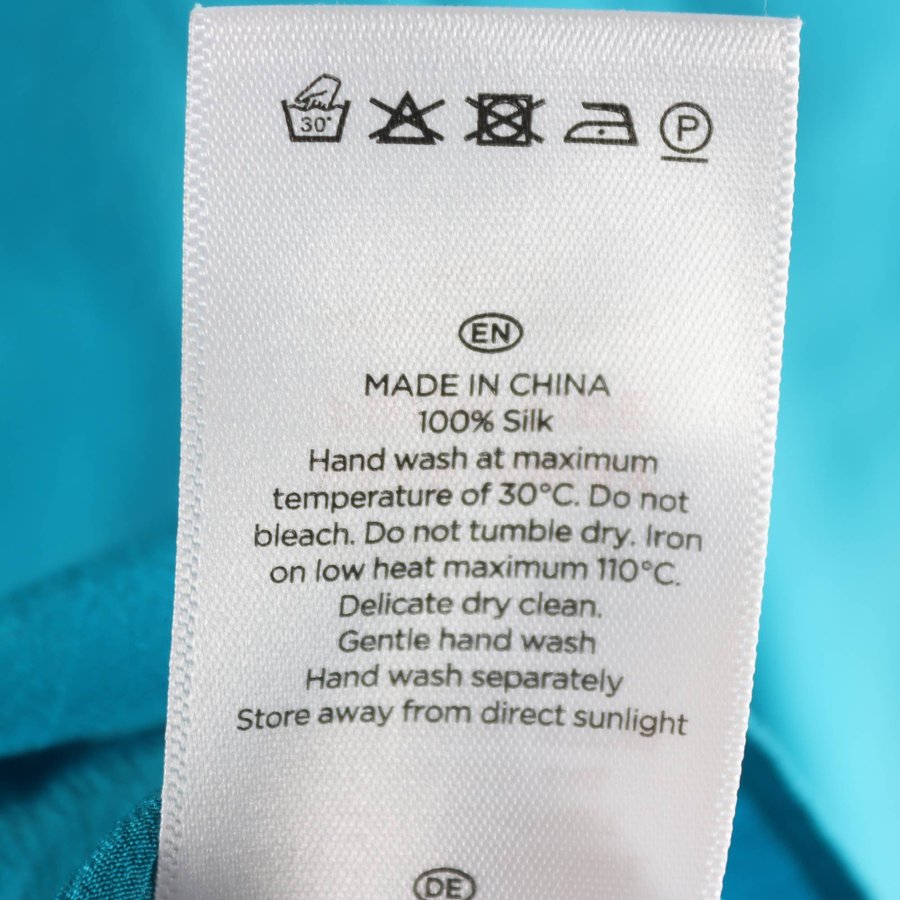 30° P
EN
MADE IN CHINA
100% Silk
Hand wash at maximum
temperature of 30°C. Do not
bleach. Do not tumble dry. Iron
on low heat maximum 110°C.
Delicate dry clean.
Gentle hand wash
Hand wash separately
Store away from direct sunlight
DE